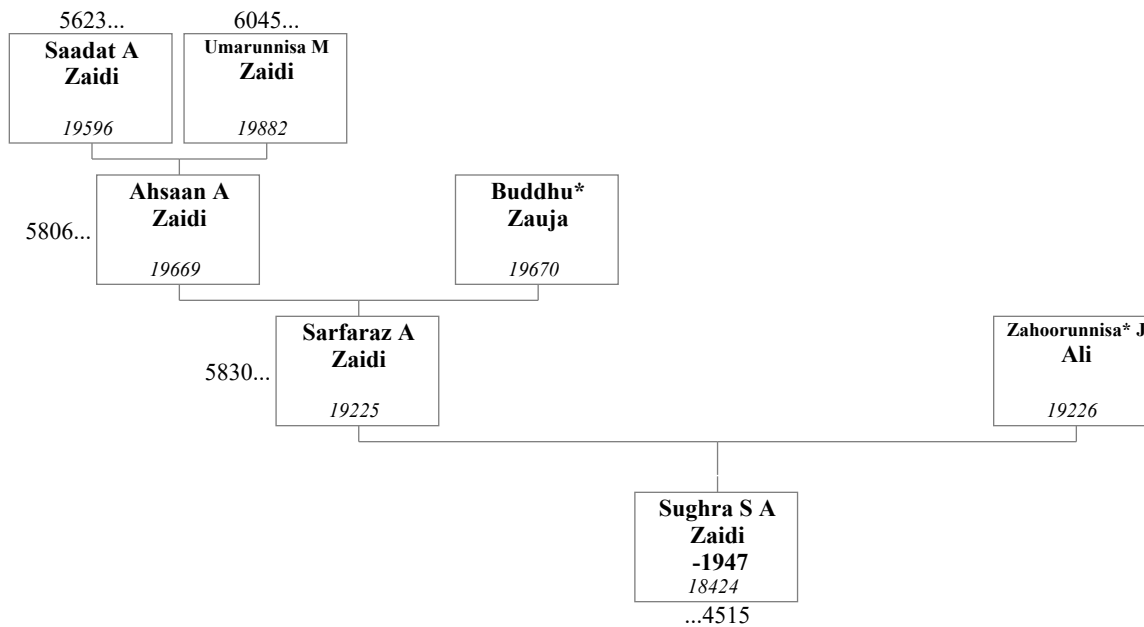 5623...
6045...
Saadat A
Zaidi
19596
Umarunnisa M
Zaidi
19882
5806...
Ahsaan A
Zaidi
19669
Buddhu*
Zauja
19670
5830...
Sarfaraz A
Zaidi
19225
Zahoorunnisa* J
Ali
19226
Sughra S A
Zaidi
-1947
18424
...4515